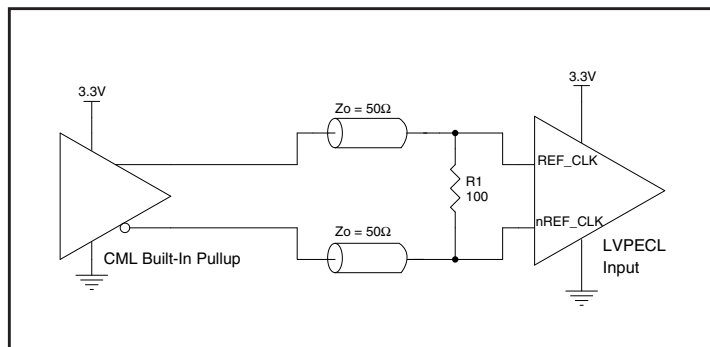 3.3V
3.3V
Zo = 50Ω
REF_CLK
R1
100
nREF_CLK
Zo = 50Ω
CML Built-In Pullup
LVPECL
Input